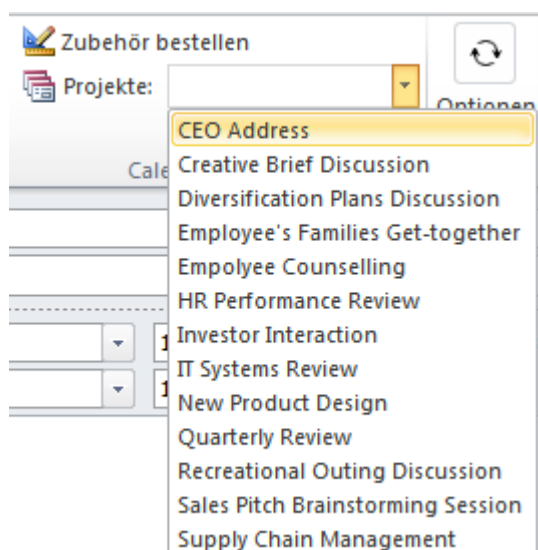 Zubehör bestellen
Projekte:
Optionen
CEO Address
Cale
Creative Brief Discussion
Diversification Plans Discussion
Employee's Families Get-together
Empolyee Counselling
HR Performance Review
Investor Interaction
IT Systems Review
New Product Design
Quarterly Review
Recreational Outing Discussion
Sales Pitch Brainstorming Session
Supply Chain Management